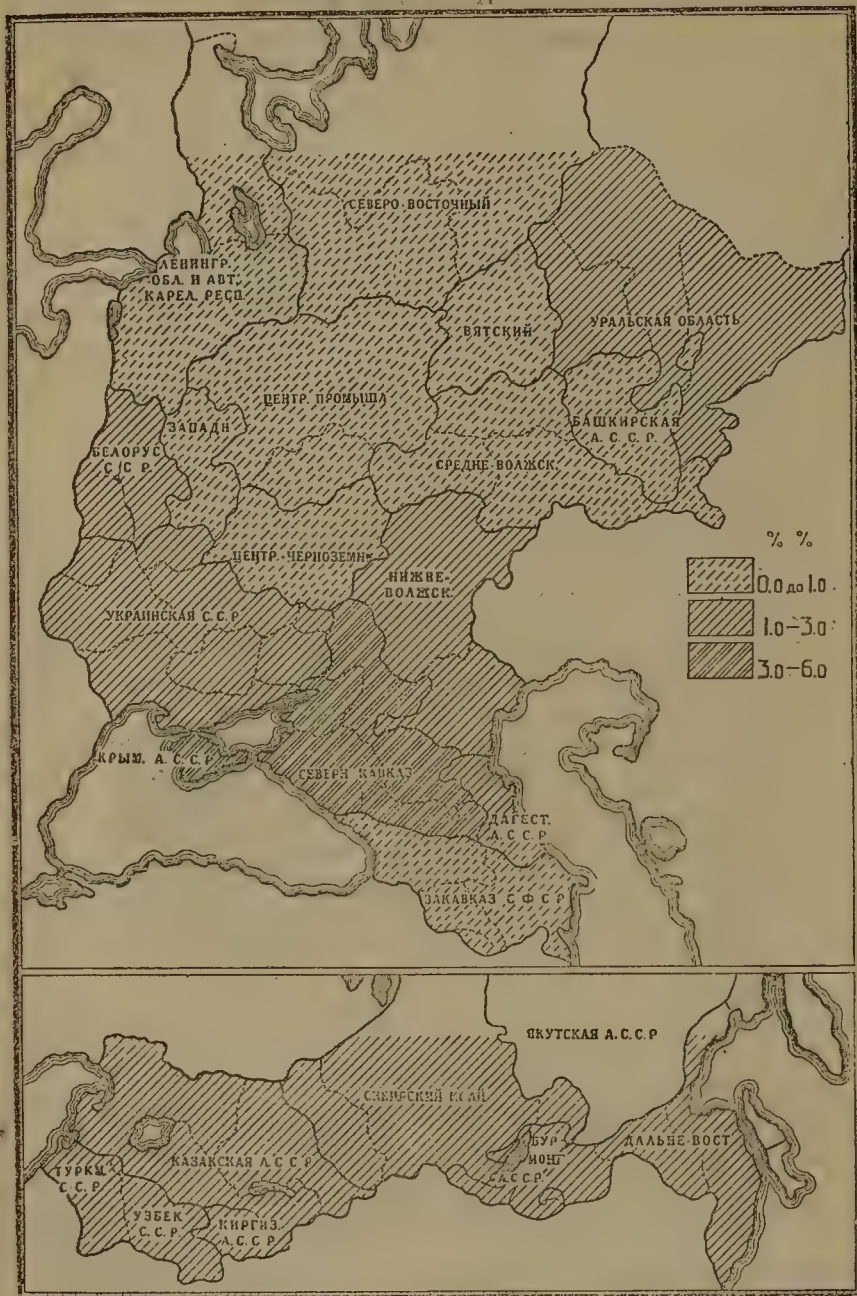 СЕВЕРО-ВОСТОЧНЫЙ
ЛЕНИНГР.
ОБЛ. И АВТ.
КАРЕЛ. РЕСП.
ВЯТСКИЙ
УРАЛЬСКАЯ ОБЛАСТЬ
ЦЕНТР. ПРОМЫШЛ
ЗАПАДН
БЕЛОРУС
С С Р.
БАШКИРСКАЯ
А. С. С. Р.
СРЕДНЕ-ВОЛЖСК.
ЦЕНТР.-ЧЕРНОЗЕМН
НИЖНЕ-
ВОЛЖСК.
УКРАИНСКАЯ С. С. Р
% %
0.0 до 1.0
1.0–3.0
3.0–6.0
КРЫМ. А. С. С. Р
СЕВЕРН КАВКАЗ
ДАГЕСТ.
А. С. С. Р
ЗАКАВКАЗ С Ф С Р
ЯКУТСКАЯ А. С. С. Р
СИБИРСКИЙ КРАЙ
БУР
МОНГ
А. С. С Р.
ДАЛЬНЕ-ВОСТ
КАЗАКСКАЯ А. С. С. Р
ТУРКМ.
С. С. Р.
УЗБЕК
С. С. Р.
КИРГИЗ.
А. С. С. Р